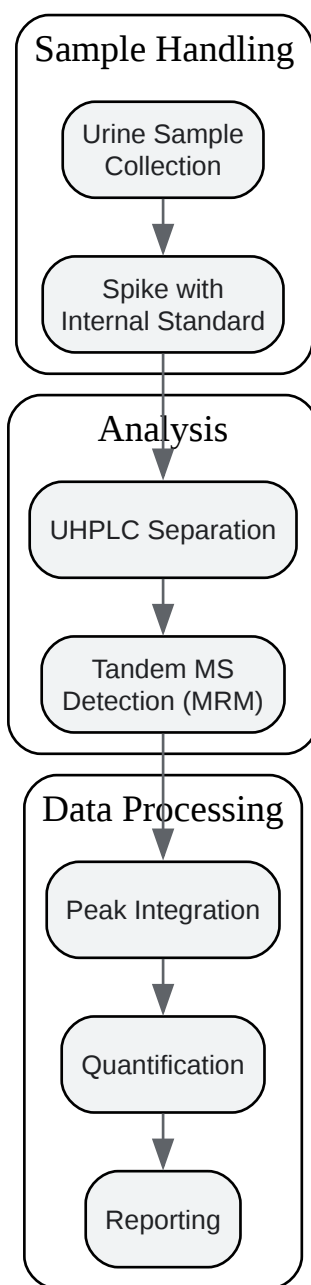 Sample Handling
Urine Sample
Collection
Spike with
Internal Standard
Analysis
UHPLC Separation
Tandem MS
Detection (MRM)
Data Processing
Peak Integration
Quantification
Reporting